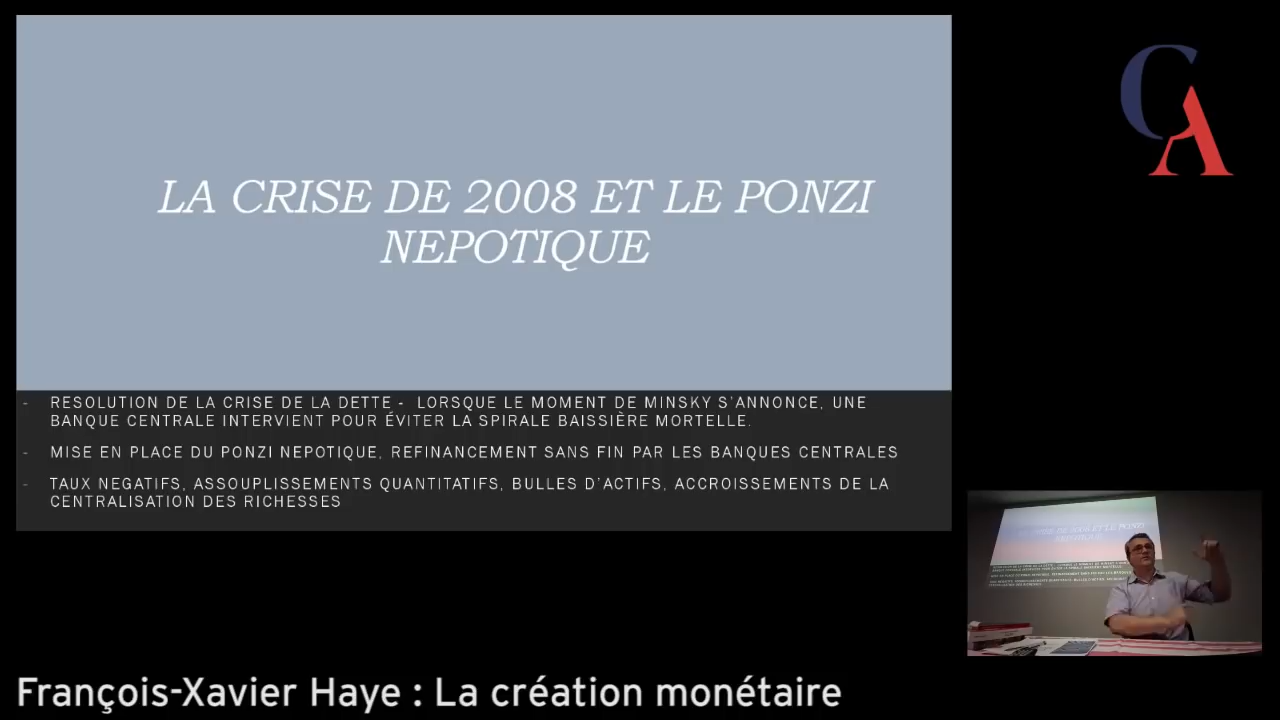 LA CRISE DE 2008 ET LE PONZI
NEPOTIQUE
- RESOLUTION DE LA CRISE DE LA DETTE - LORSQUE LE MOMENT DE MINSKY S'ANNONCE, UNE
BANQUE CENTRALE INTERVIENT POUR ÉVITER LA SPIRALE BAISSIÈRE MORTELLE.
- MISE EN PLACE DU PONZI NEPOTIQUE, REFINANCEMENT SANS FIN PAR LES BANQUES CENTRALES
- TAUX NEGATIFS, ASSOUPLISSEMENTS QUANTITATIFS, BULLES D'ACTIFS, ACCROISSEMENTS DE LA
CENTRALISATION DES RICHESSES
CA
François-Xavier Haye : La création monétaire